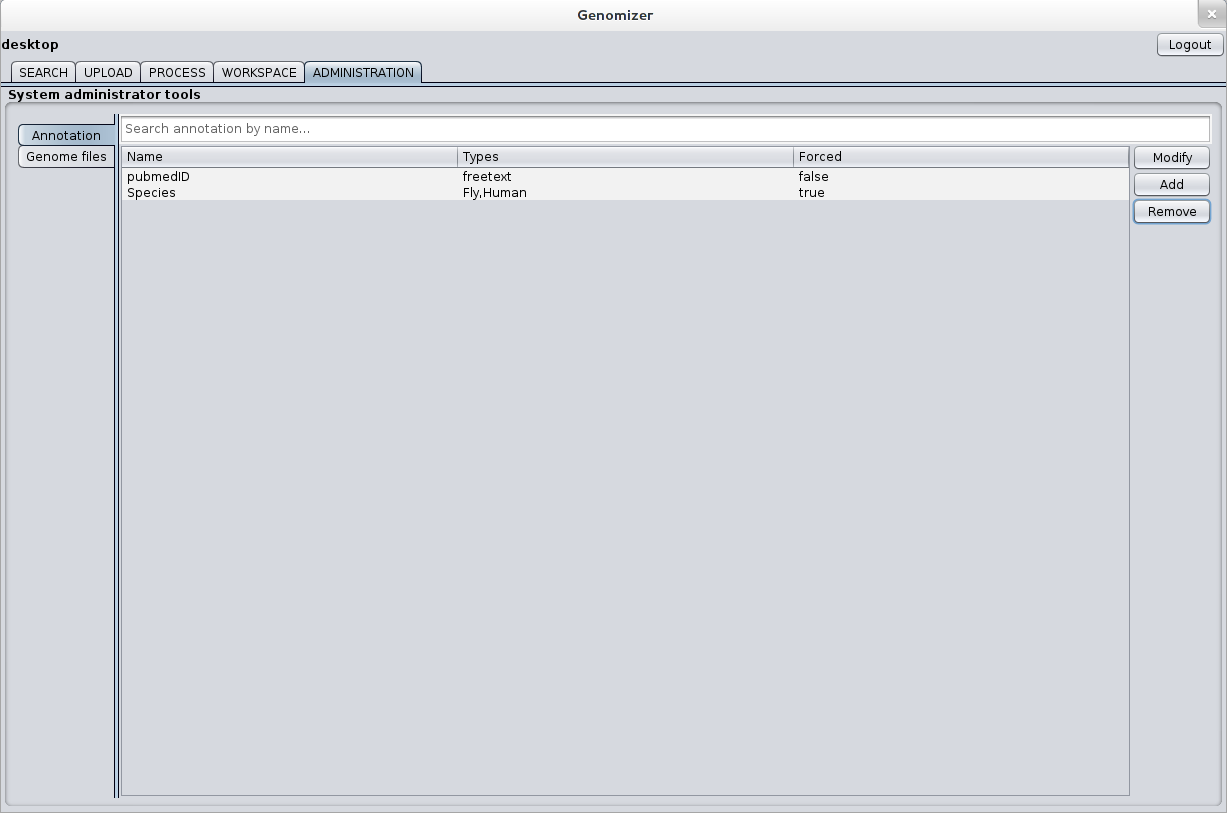 Genomizer
desktop
Logout
SEARCH UPLOAD PROCESS WORKSPACE ADMINISTRATION
System administrator tools
Annotation
Genome files
Search annotation by name...
Name Types Forced
pubmedID freetext false
Species Fly,Human true
Modify
Add
Remove